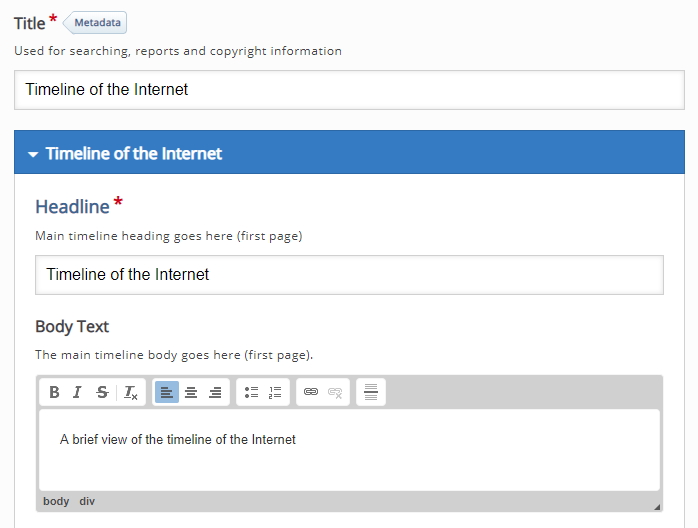 Title * Metadata
Used for searching, reports and copyright information
Timeline of the Internet
Timeline of the Internet
Headline *
Main timeline heading goes here (first page)
Timeline of the Internet
Body Text
The main timeline body goes here (first page).
B I S Tx
A brief view of the timeline of the Internet
body div